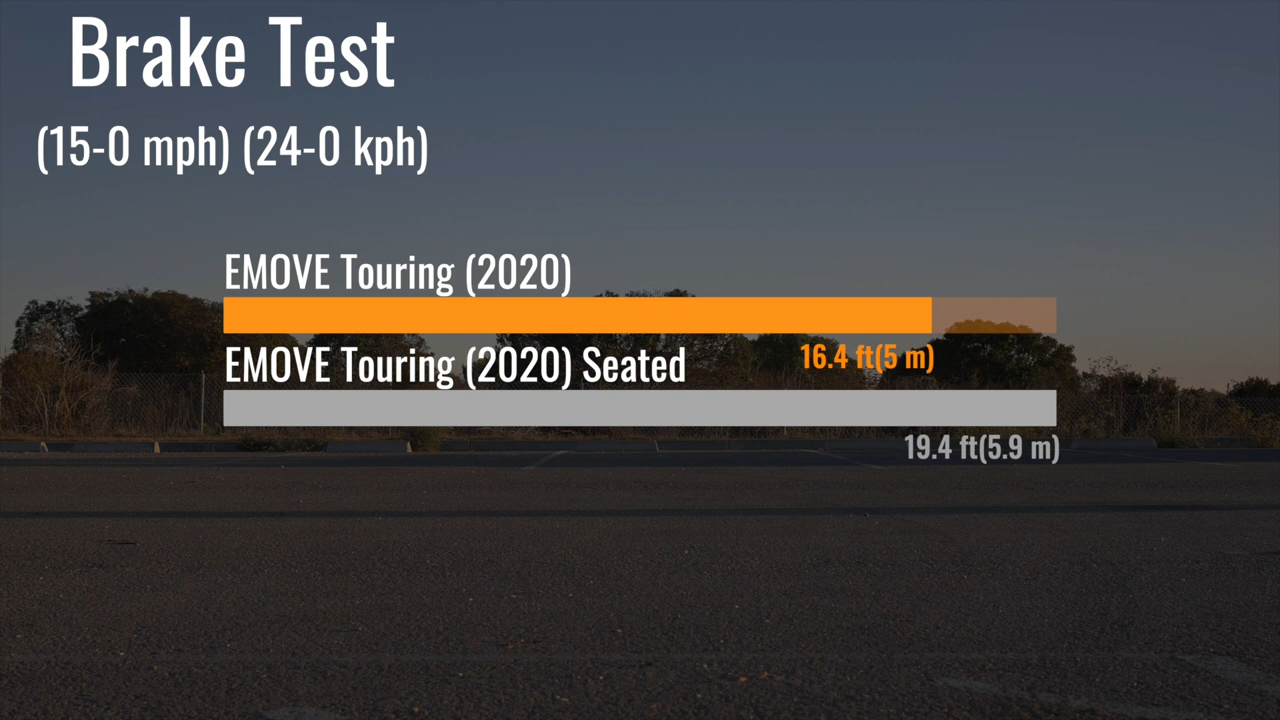 Brake Test
(15-0 mph) (24-0 kph)
EMOVE Touring (2020)
16.4 ft(5 m)
EMOVE Touring (2020) Seated
19.4 ft(5.9 m)